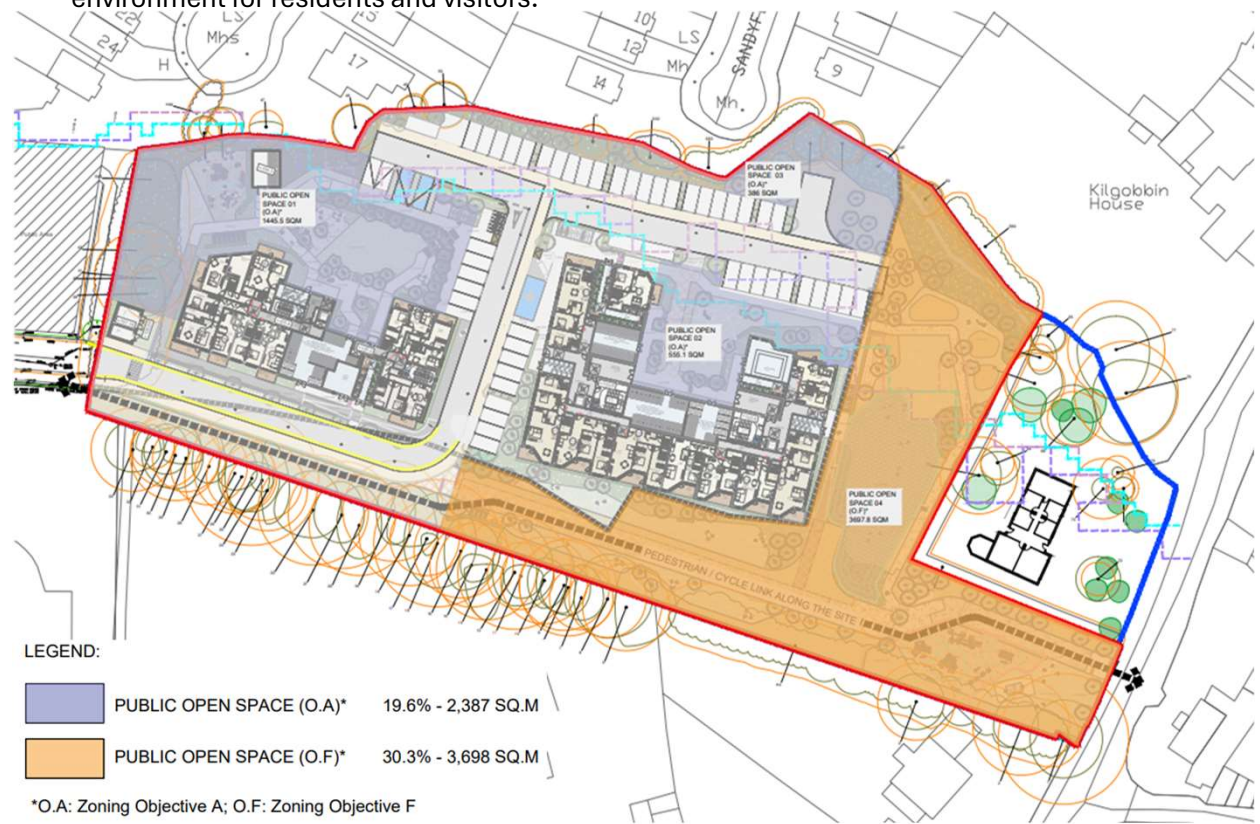 environment for residents and visitors.
22
LS
Mhs
24
H
15
17
10
12
LS
Mh
14
SANDYF
Mh
9
Kilgobbin
House
PUBLIC OPEN
SPACE 01
(O.A)*
1445.5 SQM
PUBLIC OPEN
SPACE 03
(O.A)*
386 SQM
PUBLIC OPEN
SPACE 02
(O.A)*
555.1 SQM
PUBLIC OPEN
SPACE 04
(O.F)*
3697.8 SQM
PEDESTRIAN / CYCLE LINK ALONG THE SITE
LEGEND:
PUBLIC OPEN SPACE (O.A)* 19.6% - 2,387 SQ.M
PUBLIC OPEN SPACE (O.F)* 30.3% - 3,698 SQ.M
*O.A: Zoning Objective A; O.F: Zoning Objective F